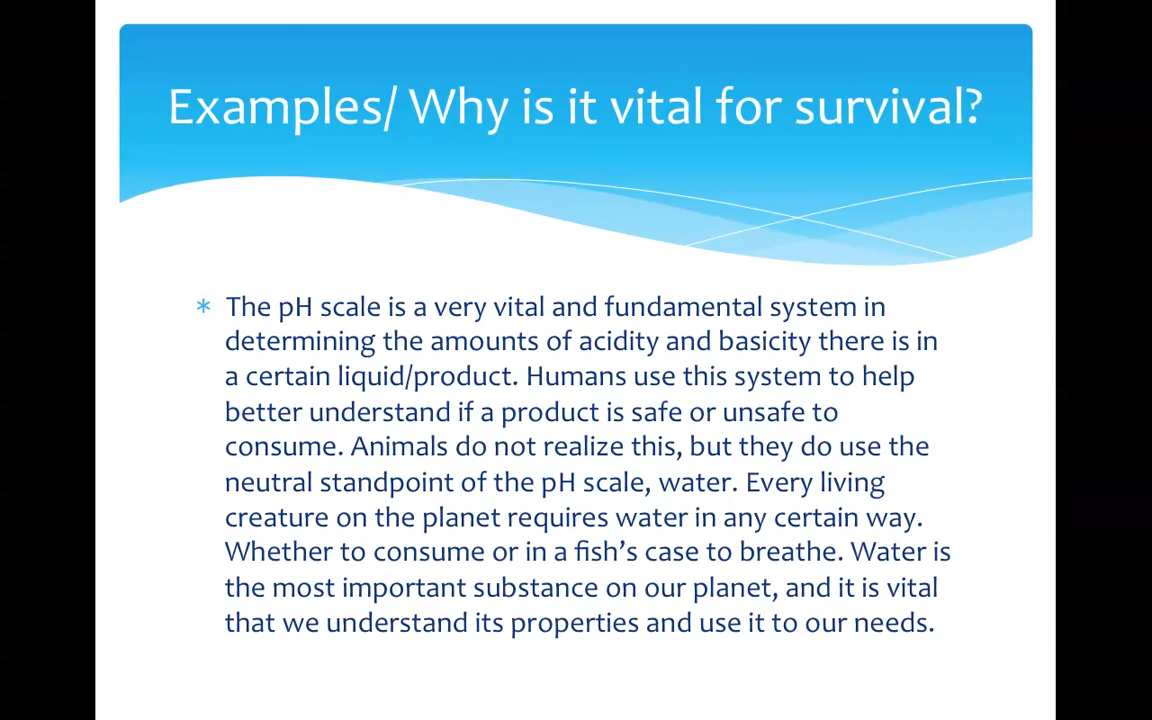 Examples/ Why is it vital for survival?
* The pH scale is a very vital and fundamental system in
determining the amounts of acidity and basicity there is in
a certain liquid/product. Humans use this system to help
better understand if a product is safe or unsafe to
consume. Animals do not realize this, but they do use the
neutral standpoint of the pH scale, water. Every living
creature on the planet requires water in any certain way.
Whether to consume or in a fish’s case to breathe. Water is
the most important substance on our planet, and it is vital
that we understand its properties and use it to our needs.